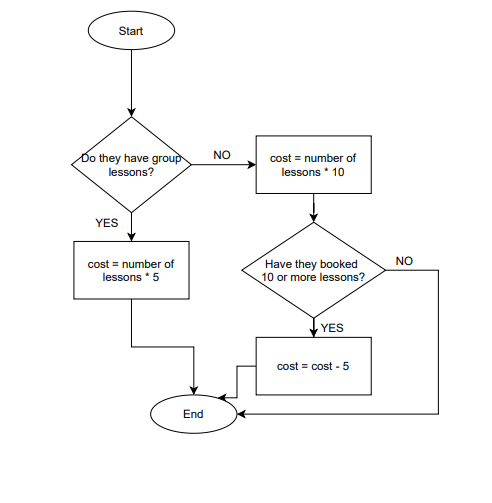 Start
Do they have group
lessons?
NO
cost = number of
lessons * 10
YES
cost = number of
lessons * 5
Have they booked
10 or more lessons?
NO
YES
cost = cost - 5
End